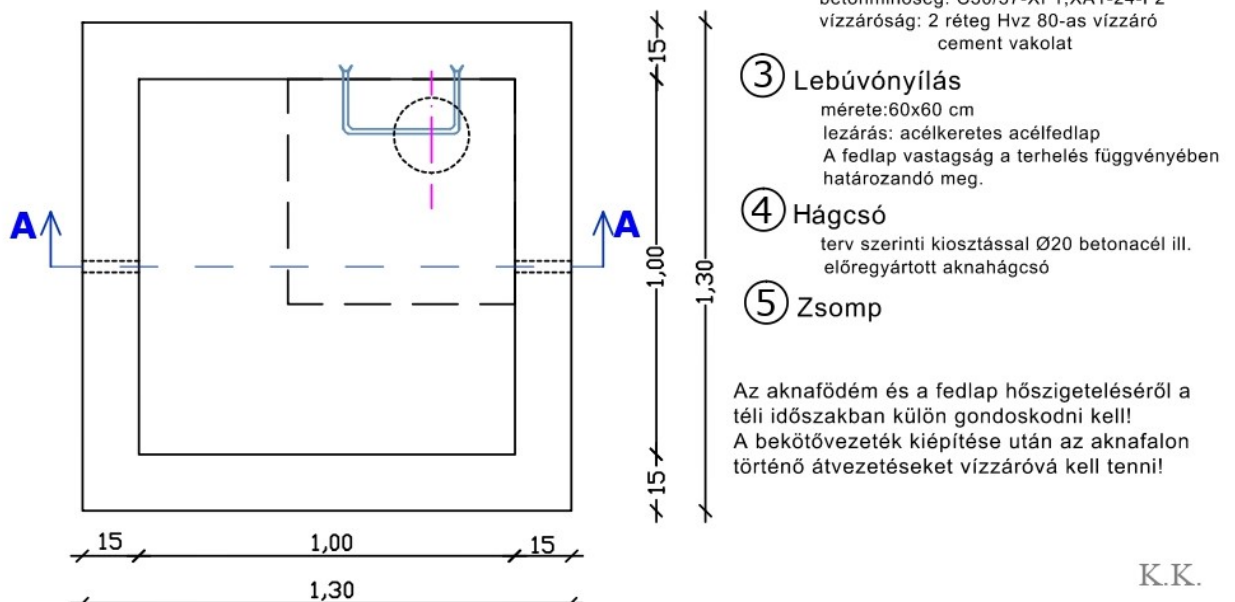 vízzáróság: 2 réteg Hvz 80-as vízzáró
cement vakolat
3 Lebúvónyílás
mérete:60x60 cm
lezárás: acélkeretes acélfedlap
A fedlap vastagság a terhelés függvényében
határozandó meg.
4 Hágcsó
terv szerinti kiosztással Ø20 betonacél ill.
előregyártott aknahágcsó
5 Zsomp
Az aknafödém és a fedlap hőszigeteléséről a
téli időszakban külön gondoskodni kell!
A bekötővezeték kiépítése után az aknafalon
történő átvezetéseket vízzáróvá kell tenni!
A
A
15
1,00
15
1,30
15
1,00
15
1,30
K.K.